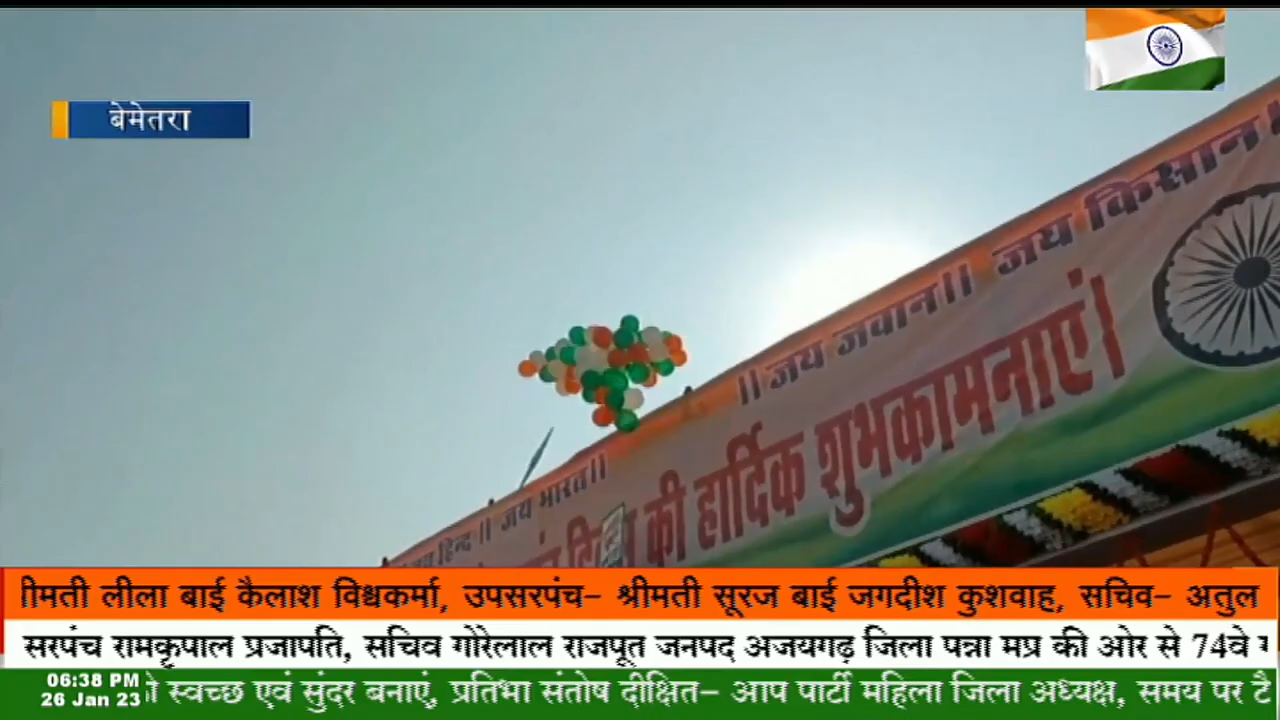 बेमेतरा
।। जय भारत।। ।। जय जवान।। जय किसान।
की हार्दिक शुभकामनाएं।
लीला बाई कैलाश विश्वकर्मा, उपसरपंच– श्रीमती सूरज बाई जगदीश कुशवाह, सचिव– अतुल
सरपंच रामकृपाल प्रजापति, सचिव गोरेलाल राजपूत जनपद अजयगढ़ जिला पन्ना मप्र की ओर से 74वे
06:38 PM
26 Jan 23
स्वच्छ एवं सुंदर बनाएं, प्रतिभा संतोष दीक्षित– आप पार्टी महिला जिला अध्यक्ष, समय पर